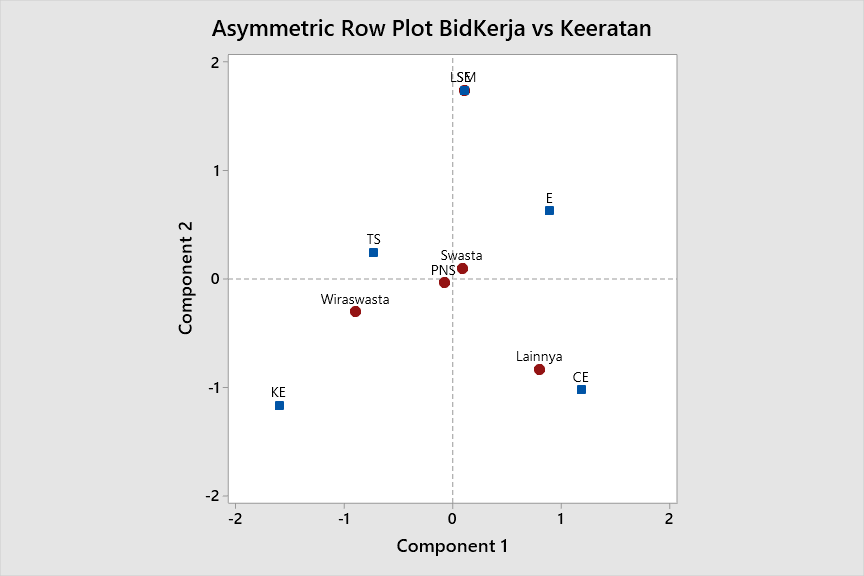 Asymmetric Row Plot BidKerja vs Keeratan
2
1
0
-1
-2
Component 2
E
TS
Swasta
PNS
Wiraswasta
Lainnya
CE
KE
-2
-1
0
1
2
Component 1